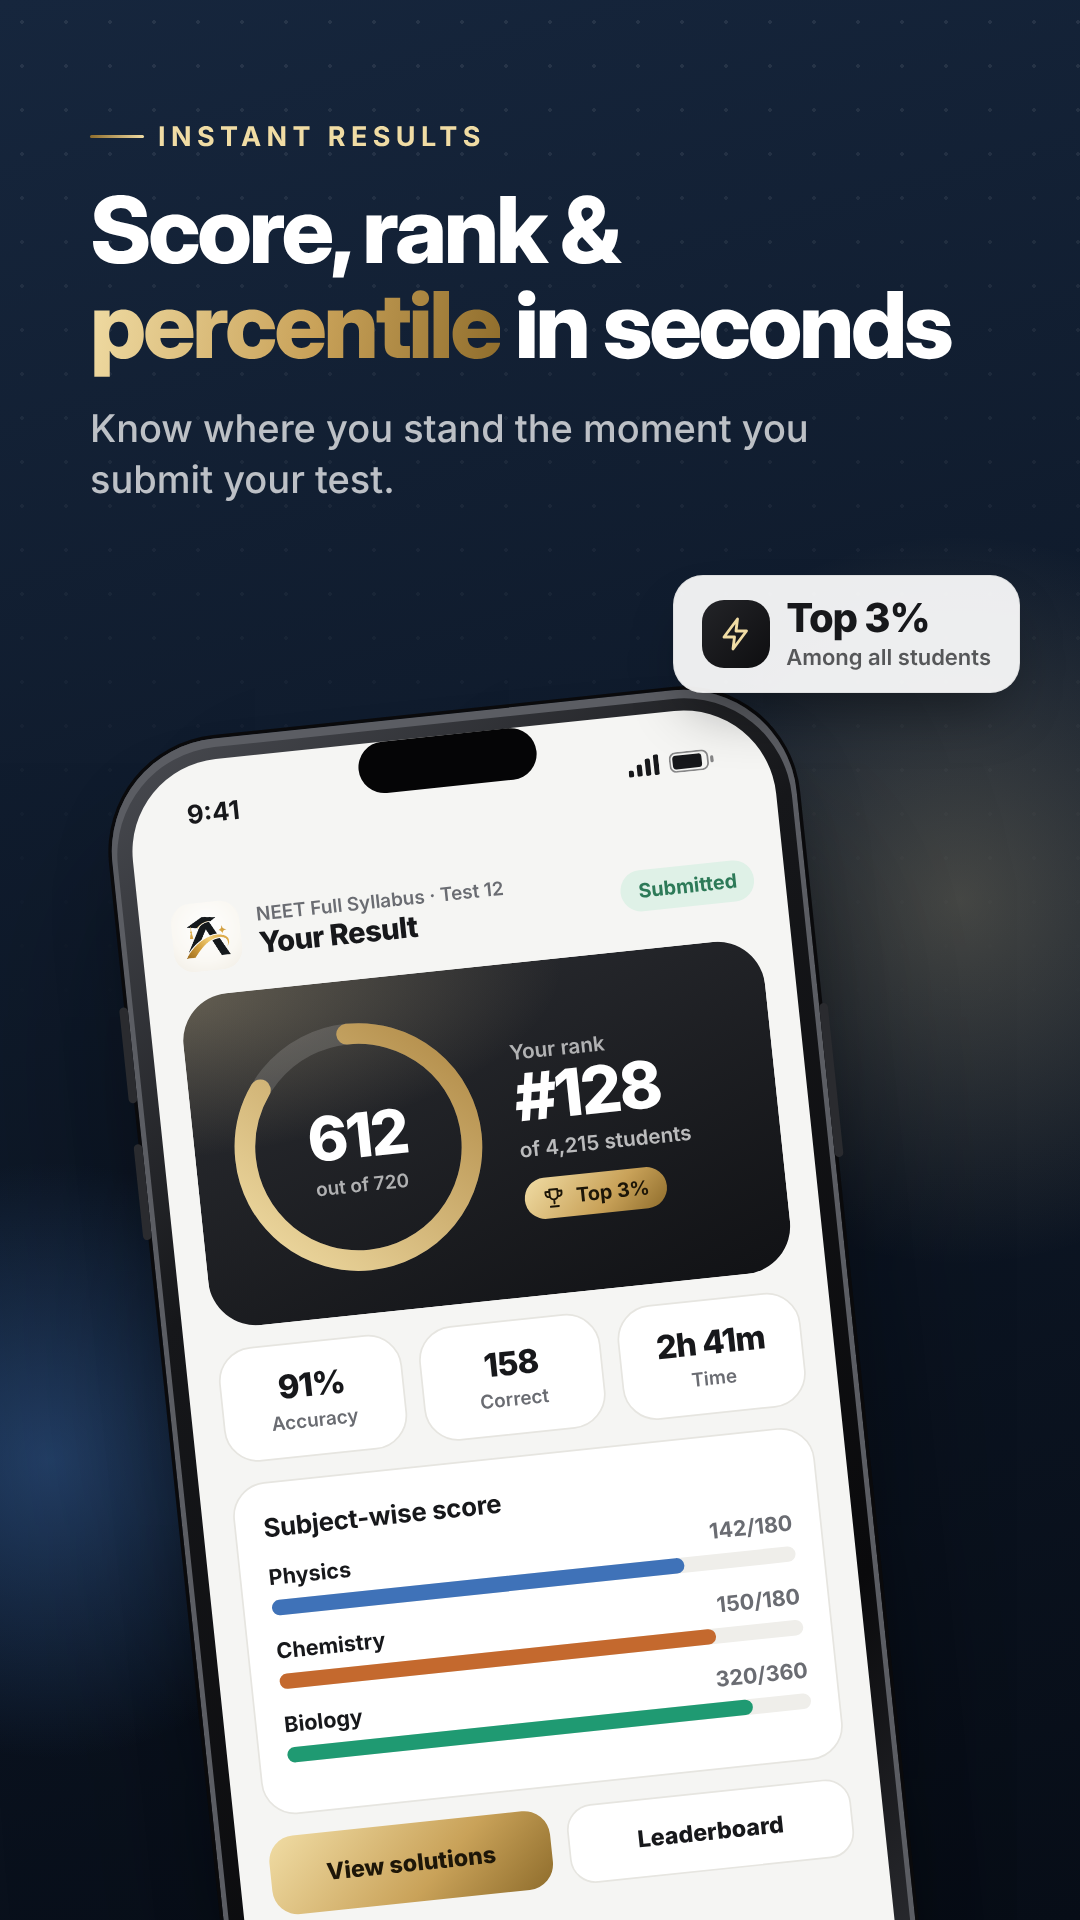 INSTANT RESULTS
Score, rank &
percentile in seconds
Know where you stand the moment you
submit your test.
Top 3%
Among all students
9:41
NEET Full Syllabus · Test 12
Your Result
Submitted
612
out of 720
Your rank
#128
of 4,215 students
Top 3%
91%
Accuracy
158
Correct
2h 41m
Time
Subject-wise score
Physics
142/180
Chemistry
150/180
Biology
320/360
View solutions
Leaderboard